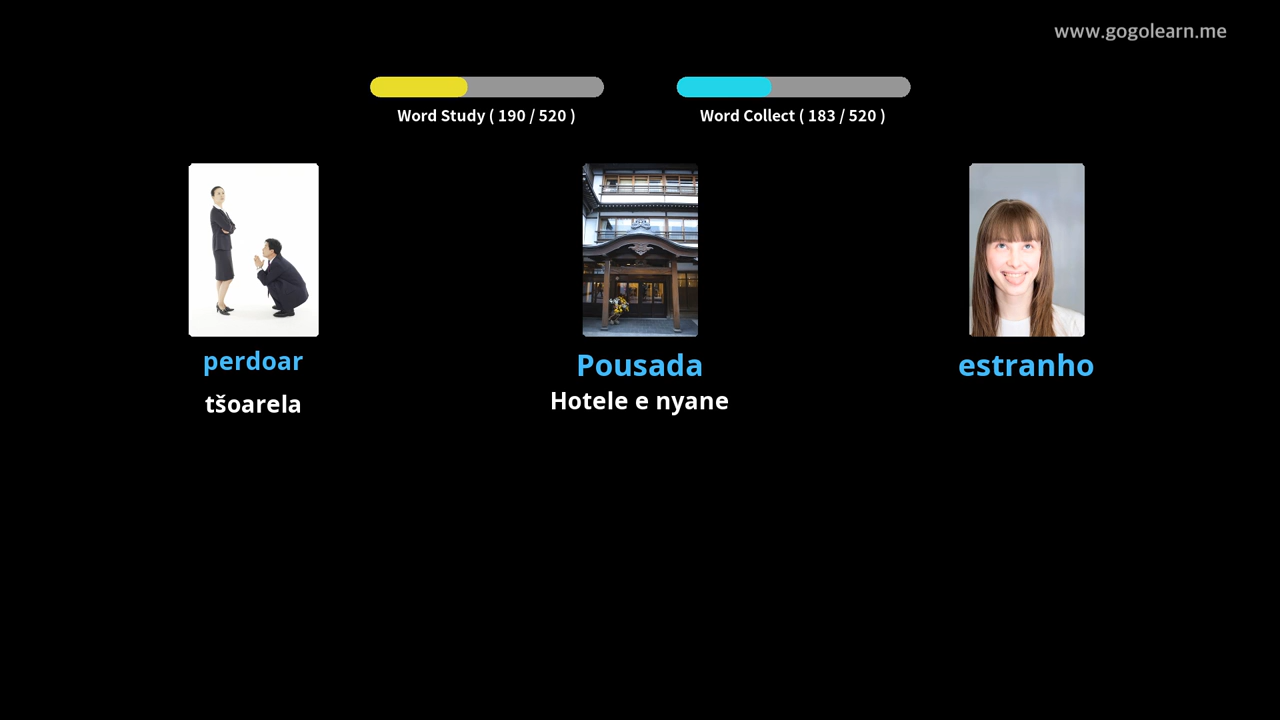 www.gogolearn.me
Word Study ( 190 / 520 )
Word Collect ( 183 / 520 )
perdoar
tšoarela
Pousada
Hotele e nyane
estranho